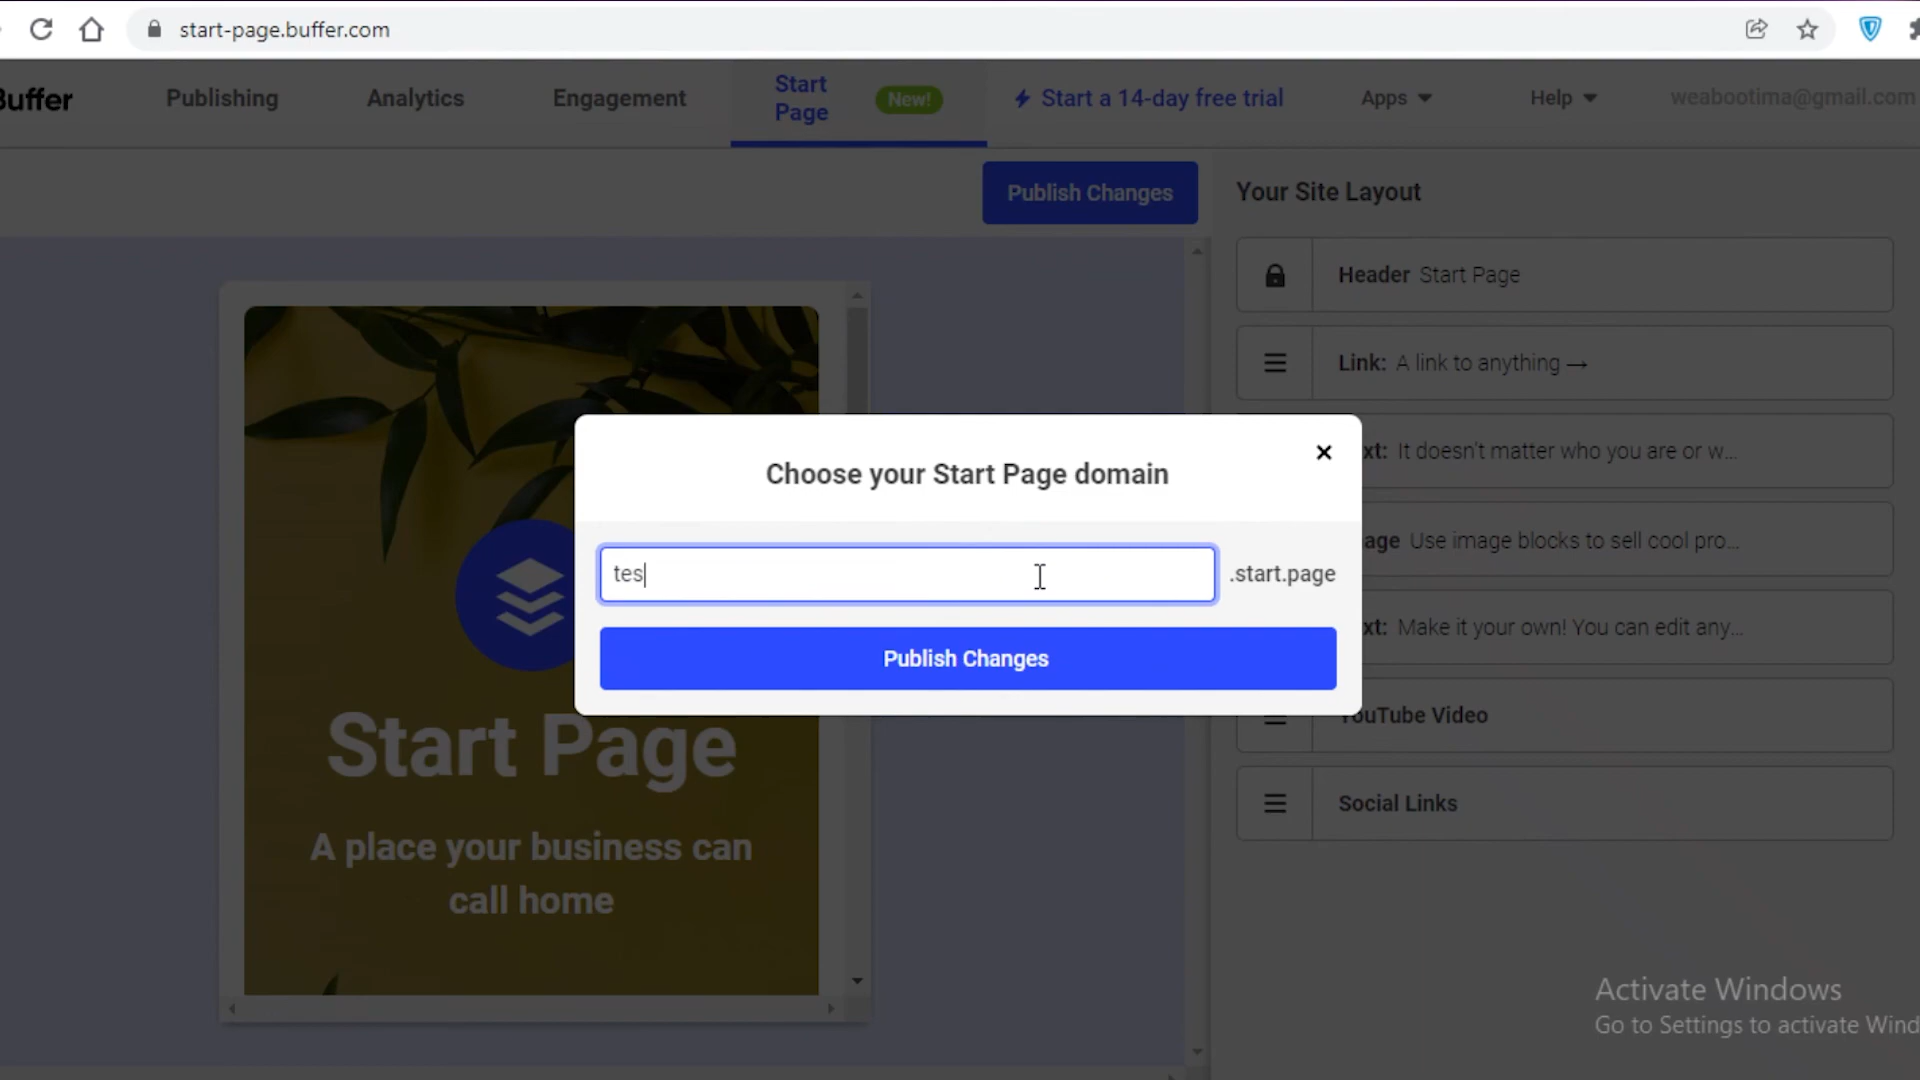 start-page.buffer.com
Buffer
Publishing
Analytics
Engagement
Start
Page
New!
Start a 14-day free trial
Apps
Help
weabootima@gmail.com
Publish Changes
Your Site Layout
Header Start Page
Link: A link to anything →
xt: It doesn't matter who you are or w...
age Use image blocks to sell cool pro...
xt: Make it your own! You can edit any...
YouTube Video
Social Links
Choose your Start Page domain
tes
.start.page
Publish Changes
Start Page
A place your business can
call home
Activate Windows
Go to Settings to activate Wind